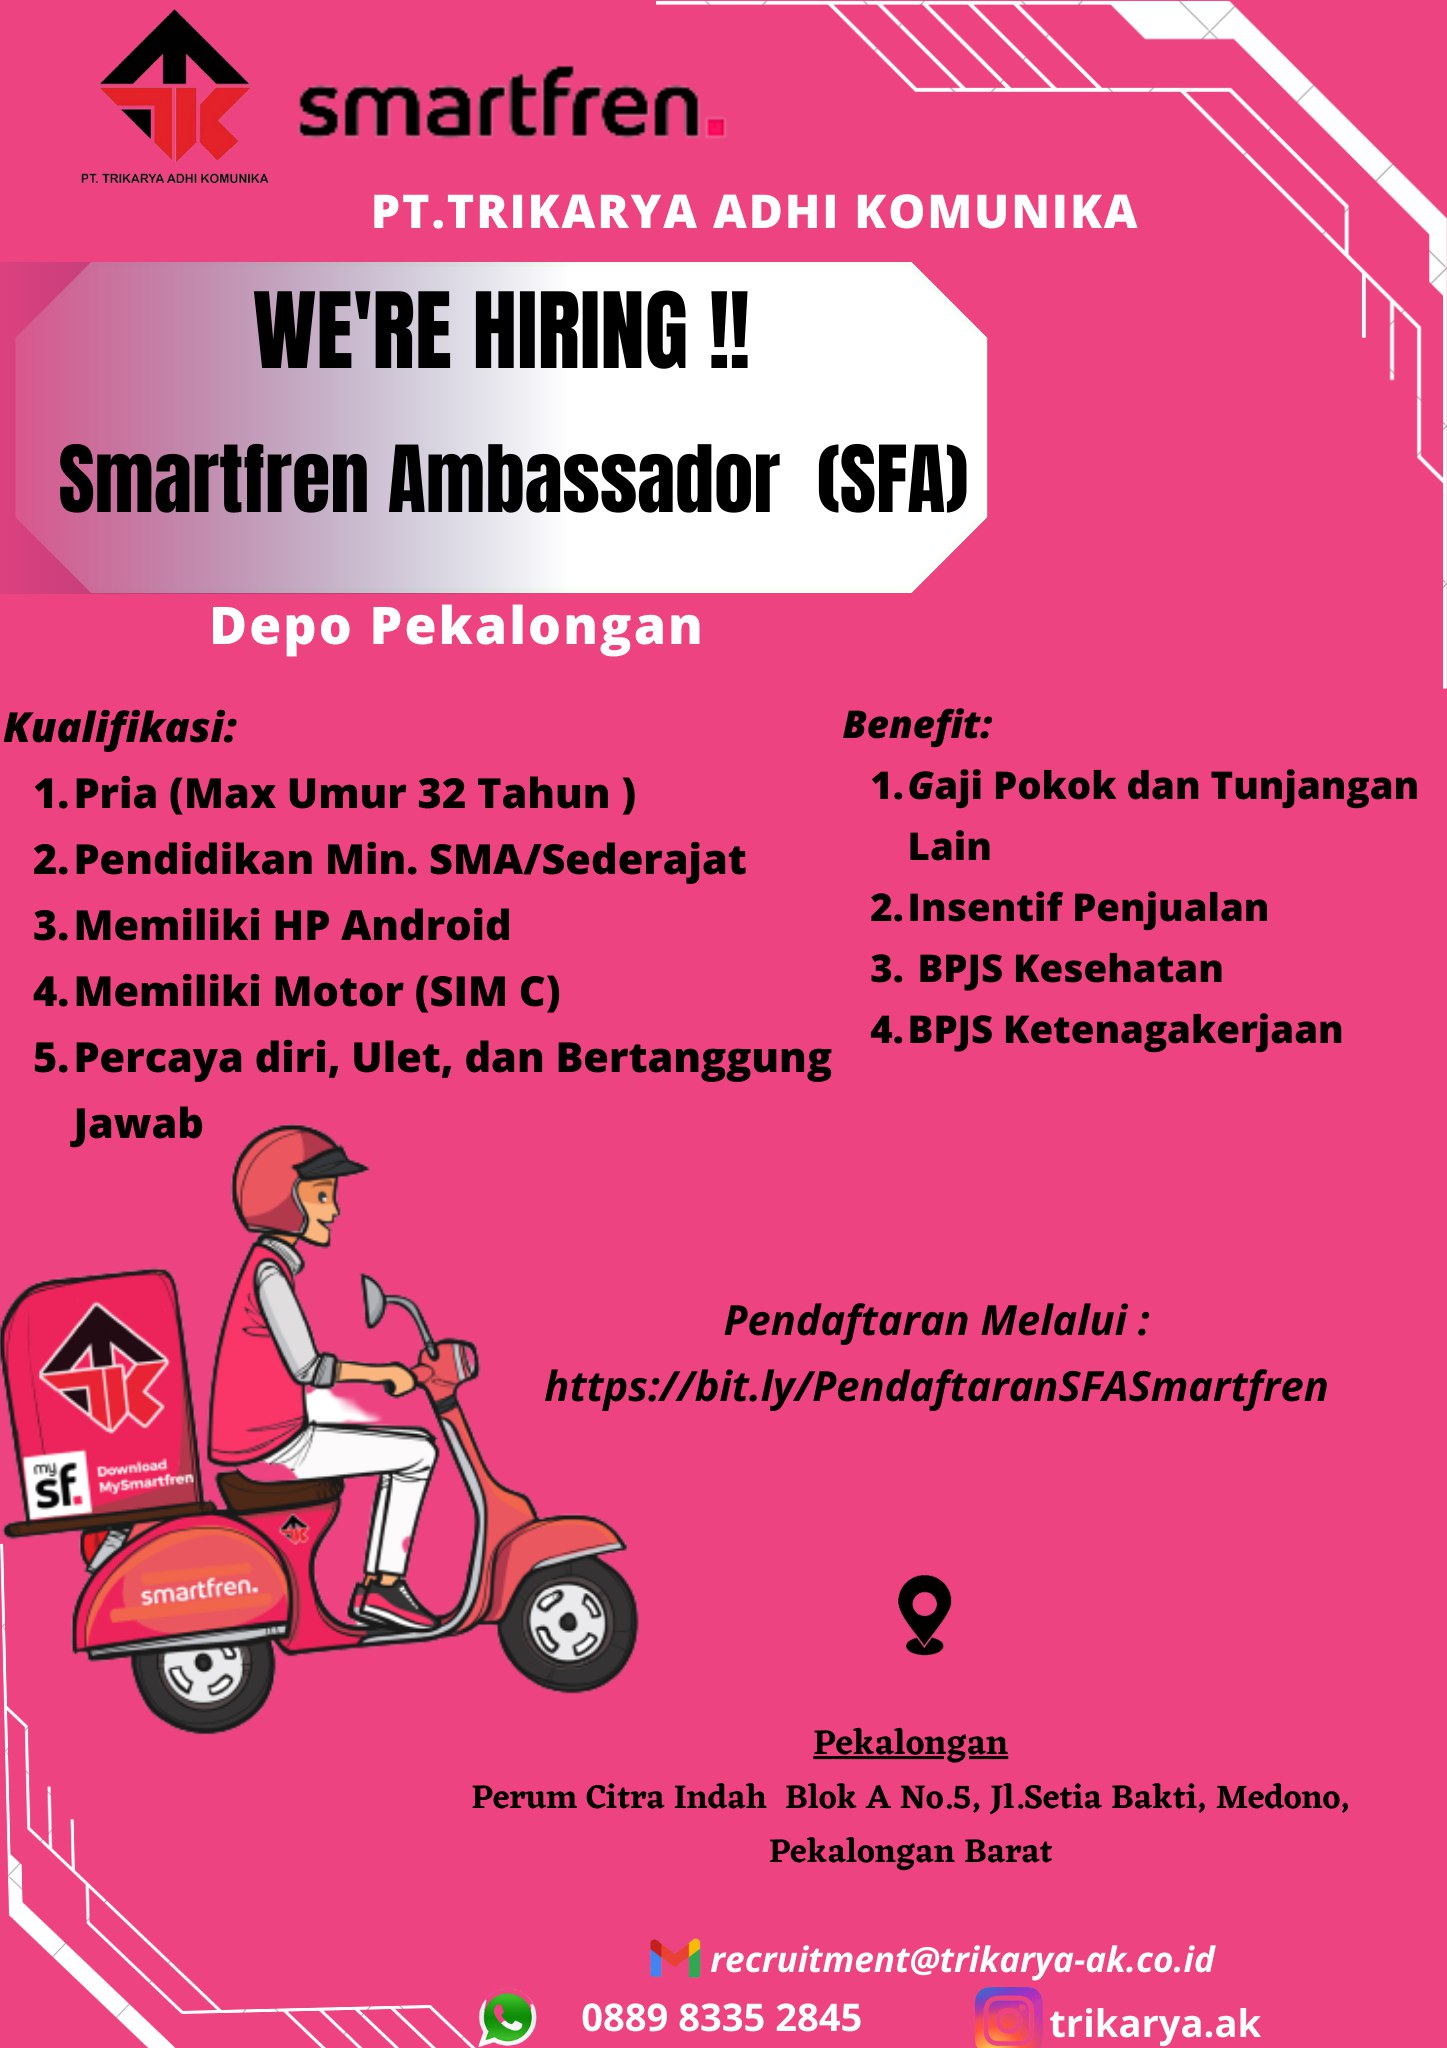 PT. TRIKARYA ADHI KOMUNIKA
smartfren.
PT.TRIKARYA ADHI KOMUNIKA
WE'RE HIRING !!
Smartfren Ambassador (SFA)
Depo Pekalongan
Kualifikasi:
1. Pria (Max Umur 32 Tahun )
2. Pendidikan Min. SMA/Sederajat
3. Memiliki HP Android
4. Memiliki Motor (SIM C)
5. Percaya diri, Ulet, dan Bertanggung
Jawab
Benefit:
1. Gaji Pokok dan Tunjangan
Lain
2. Insentif Penjualan
3. BPJS Kesehatan
4. BPJS Ketenagakerjaan
my
sf.
Download
MySmartfren
smartfren.
Pendaftaran Melalui :
https://bit.ly/PendaftaranSFASmartfren
Pekalongan
Perum Citra Indah Blok A No.5, Jl.Setia Bakti, Medono,
Pekalongan Barat
recruitment@trikarya-ak.co.id
0889 8335 2845
trikarya.ak